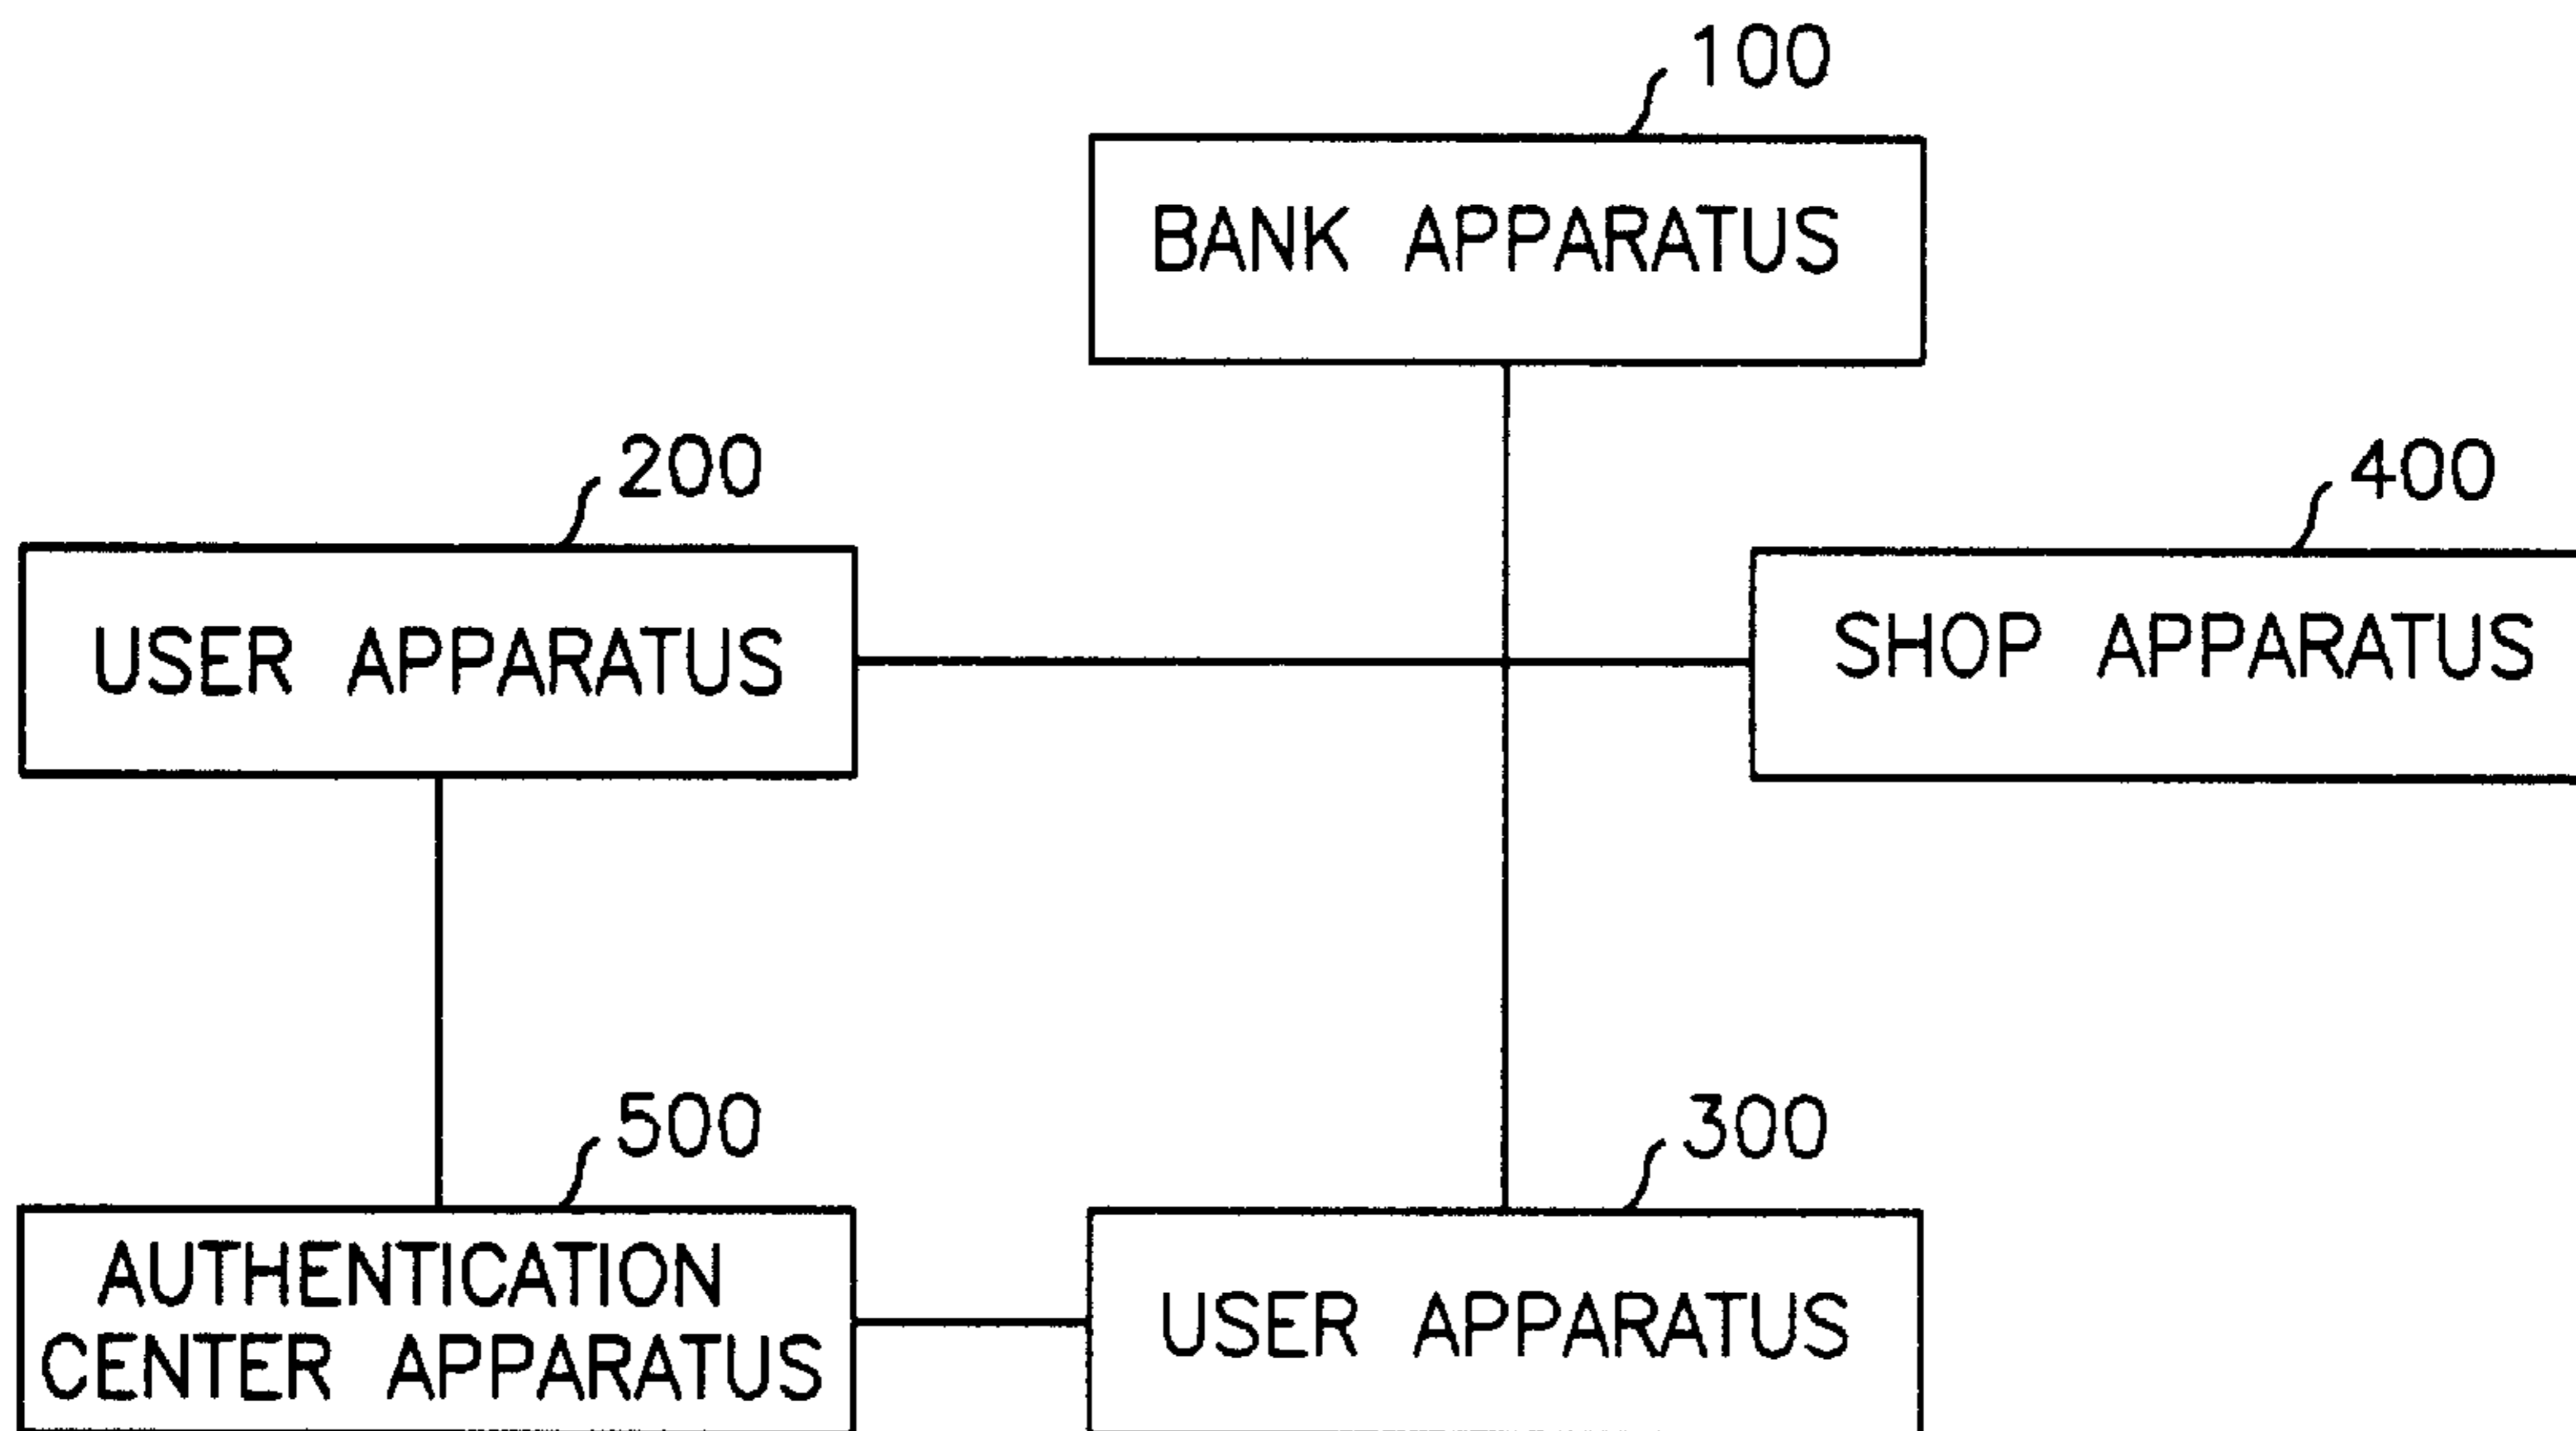 100
BANK APPARATUS
200
400
USER APPARATUS
SHOP APPARATUS
500
300
AUTHENTICATION
CENTER APPARATUS
USER APPARATUS